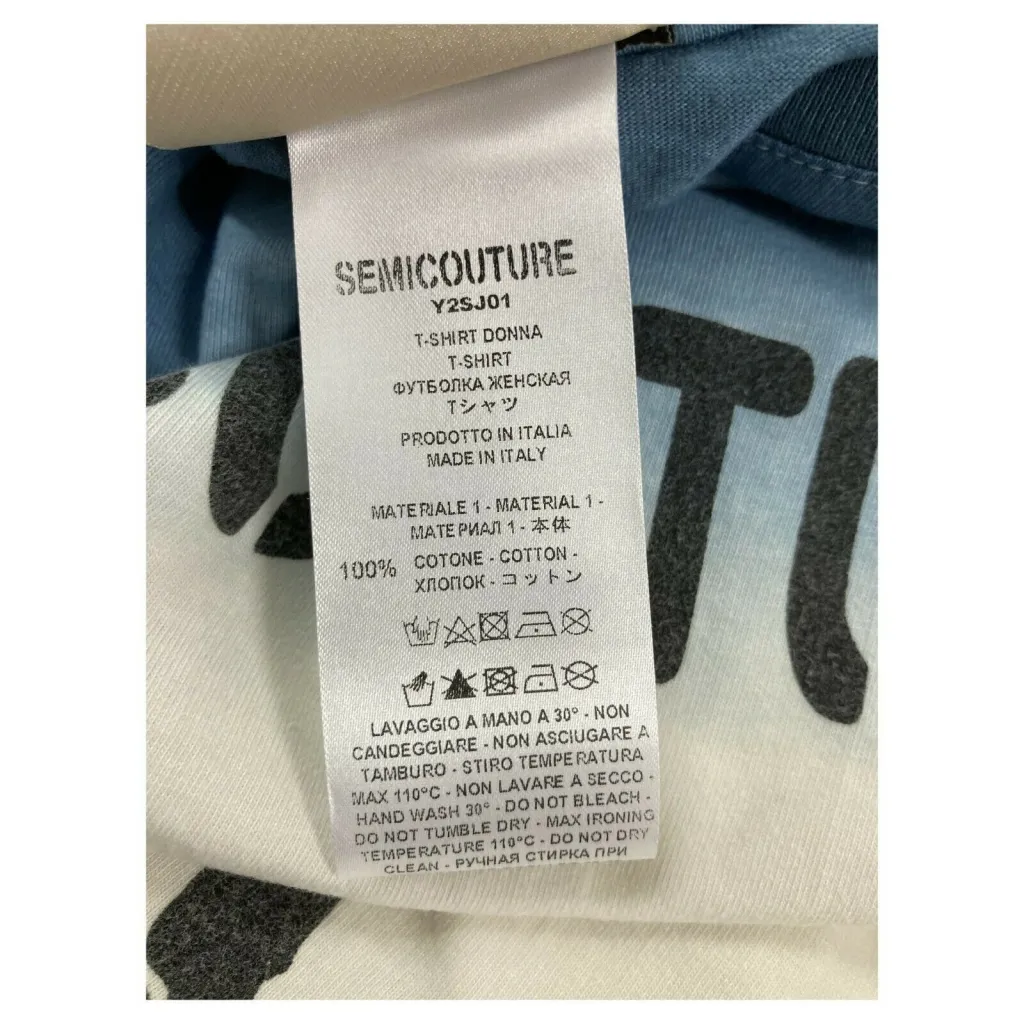 SEMICOUTURE
Y2SJ01
T-SHIRT DONNA
T-SHIRT
ФУТБОЛКА ЖЕНСКАЯ
Tシャツ
PRODOTTO IN ITALIA
MADE IN ITALY
MATERIALE 1 - MATERIAL 1 -
МАТЕРИАЛ 1 - 本体
100% COTONE - COTTON -
ХЛОПОК - コットン
LAVAGGIO A MANO A 30° - NON
CANDEGGIARE - NON ASCIUGARE A
TAMBURO - STIRO TEMPERATURA
MAX 110°C - NON LAVARE A SECCO -
HAND WASH 30° - DO NOT BLEACH -
DO NOT TUMBLE DRY - MAX IRONING
TEMPERATURE 110°C - DO NOT DRY
CLEAN - РУЧНАЯ СТИРКА ПРИ